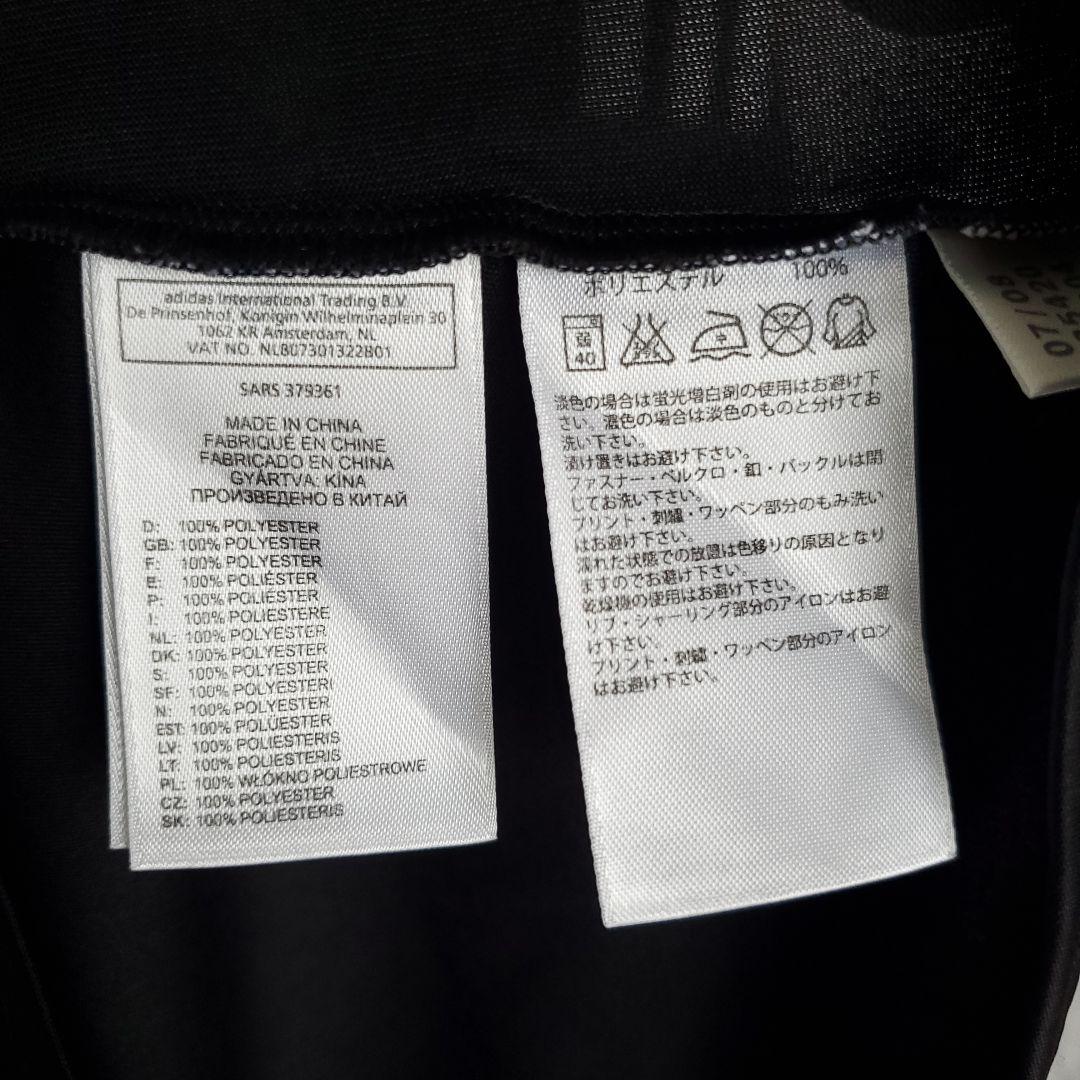 adidas International Trading B.V.
De Prinsenhof, Konigin Wilhelminaplein 30
1062 KR Amsterdam, NL
VAT NO. NL807301322B01
SARS 379361
MADE IN CHINA
FABRIQUÉ EN CHINE
FABRICADO EN CHINA
GYÁRTVA: KÍNA
ПРОИЗВЕДЕНО В КИТАЙ
D: 100% POLYESTER
GB: 100% POLYESTER
F: 100% POLYESTER
E: 100% POLIÉSTER
P: 100% POLIÉSTER
I: 100% POLIESTERE
NL: 100% POLYESTER
DK: 100% POLYESTER
S: 100% POLYESTER
SF: 100% POLYESTERI
N: 100% POLYESTER
EST: 100% POLÜESTER
LV: 100% POLIESTERIS
LT: 100% POLIESTERIS
PL: 100% WŁÓKNO POLIESTROWE
CZ: 100% POLYESTER
SK: 100% POLIESTERIS
ポリエステル 100%
弱
40
中
淡色の場合は蛍光増白剤の使用はお避け下
さい。濃色の場合は淡色のものと分けてお
洗い下さい。
漬け置きはお避け下さい。
ファスナー・ベルクロ・釦・バックルは閉
じてお洗い下さい。
プリント・刺繍・ワッペン部分のもみ洗い
はお避け下さい。
濡れた状態での放置は色移りの原因となり
ますのでお避け下さい。
乾燥機の使用はお避け下さい。
リブ・シャーリング部分のアイロンはお避
け下さい。
プリント・刺繍・ワッペン部分のアイロン
はお避け下さい。
07/08